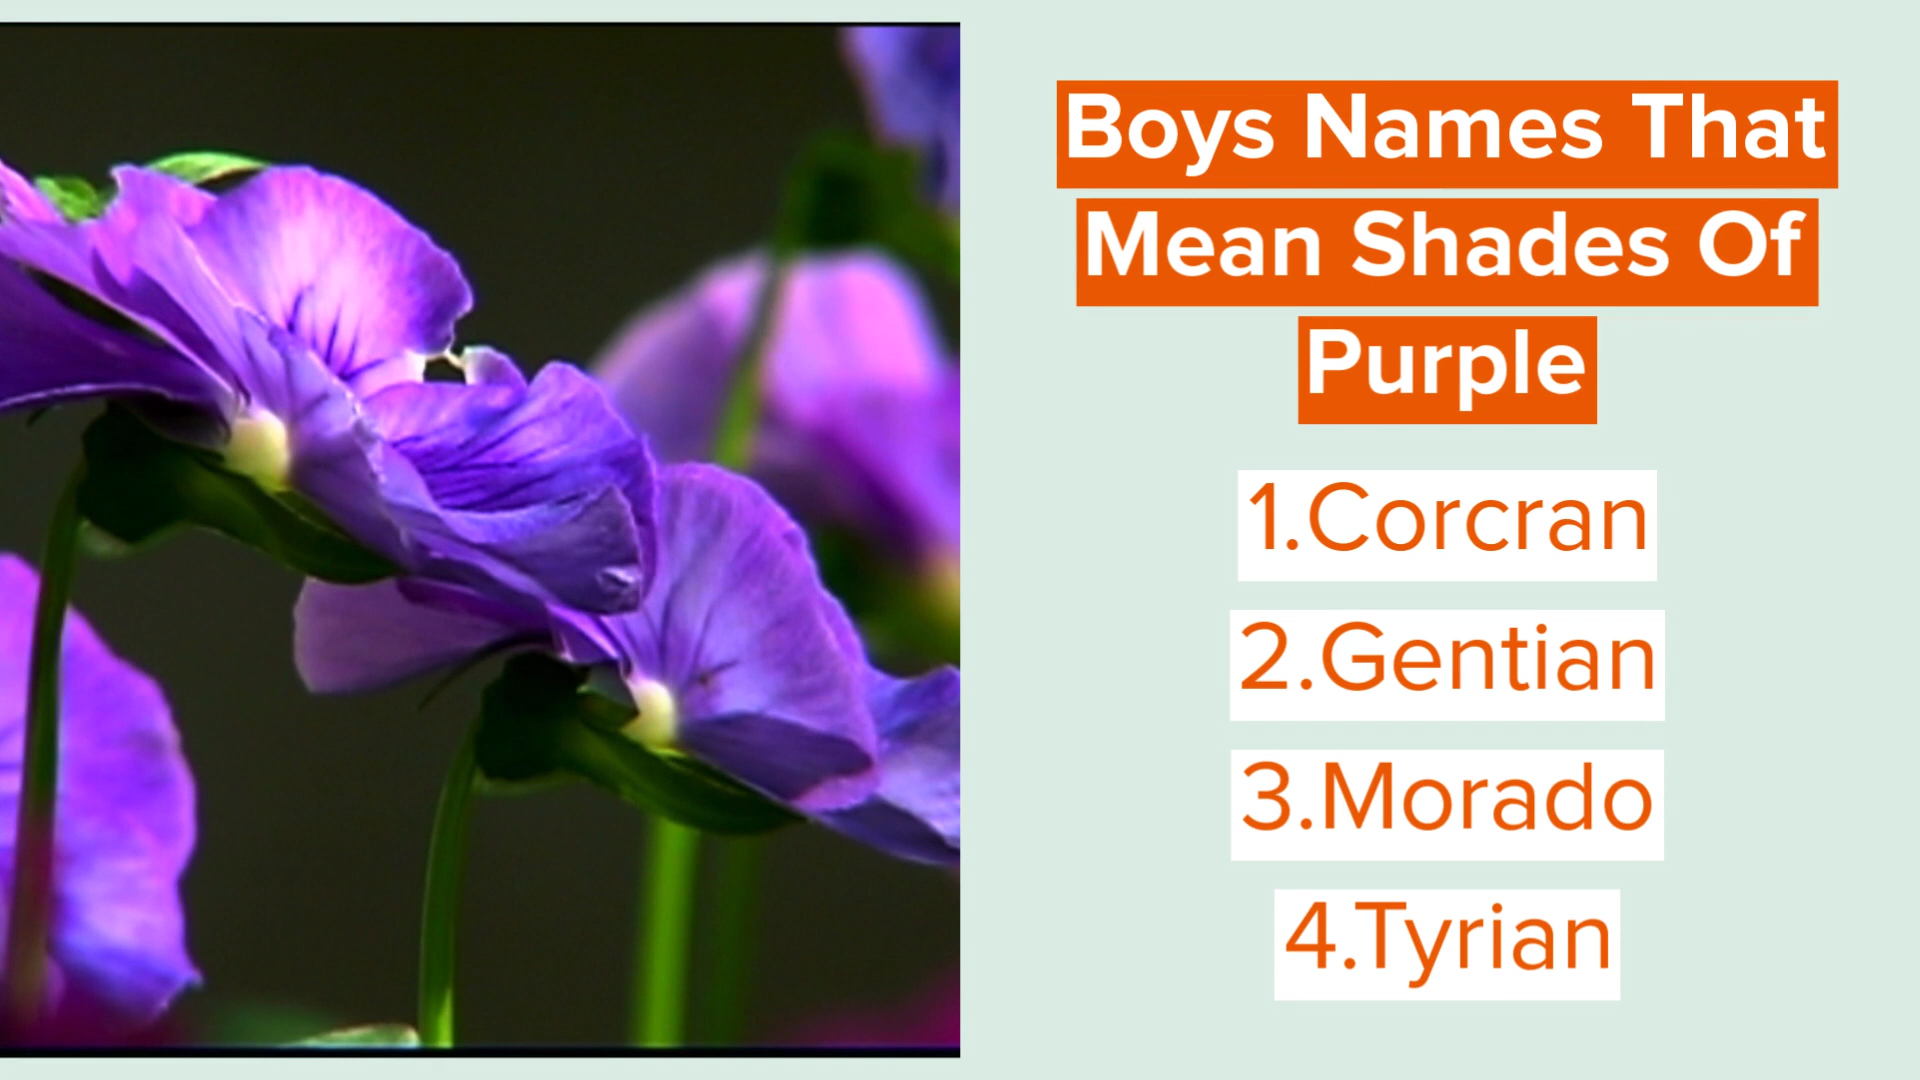 Boys Names That
Mean Shades Of
Purple
1.Corcran
2.Gentian
3.Morado
4.Tyrian